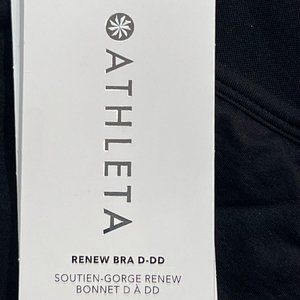 ATHLETA
RENEW BRA D-DD
SOUTIEN-GORGE RENEW
BONNET D À DD